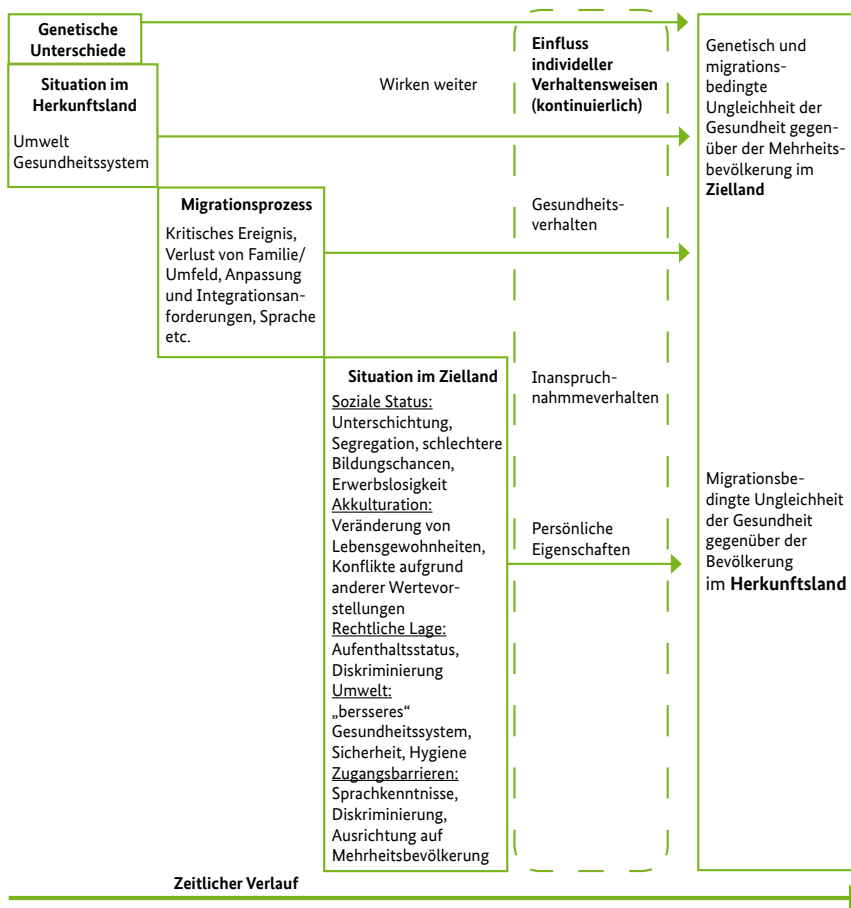 Genetische
Unterschiede
Situation im
Herkunftsland
Umwelt
Gesundheitssystem
Wirken weiter
Einfluss
individeller
Verhaltensweisen
(kontinuierlich)
Genetisch und
migrations-
bedingte
Ungleichheit der
Gesundheit gegen-
über der Mehrheits-
bevölkerung im
Zielland
Migrationsprozess
Kritisches Ereignis,
Verlust von Familie/
Umfeld, Anpassung
und Integrationsan-
forderungen, Sprache
etc.
Gesundheits-
verhalten
Situation im Zielland
Soziale Status:
Unterschichtung,
Segregation, schlechtere
Bildungschancen,
Erwerbslosigkeit
Akkulturation:
Veränderung von
Lebensgewohnheiten,
Konflikte aufgrund
anderer Wertevor-
stellungen
Rechtliche Lage:
Aufenthaltsstatus,
Diskriminierung
Umwelt:
„bersseres“
Gesundheitssystem,
Sicherheit, Hygiene
Zugangsbarrieren:
Sprachkenntnisse,
Diskriminierung,
Ausrichtung auf
Mehrheitsbevölkerung
Inanspruch-
nahmmeverhalten
Persönliche
Eigenschaften
Migrationsbe-
dingte Ungleichheit
der Gesundheit
gegenüber der
Bevölkerung
im Herkunftsland
Zeitlicher Verlauf